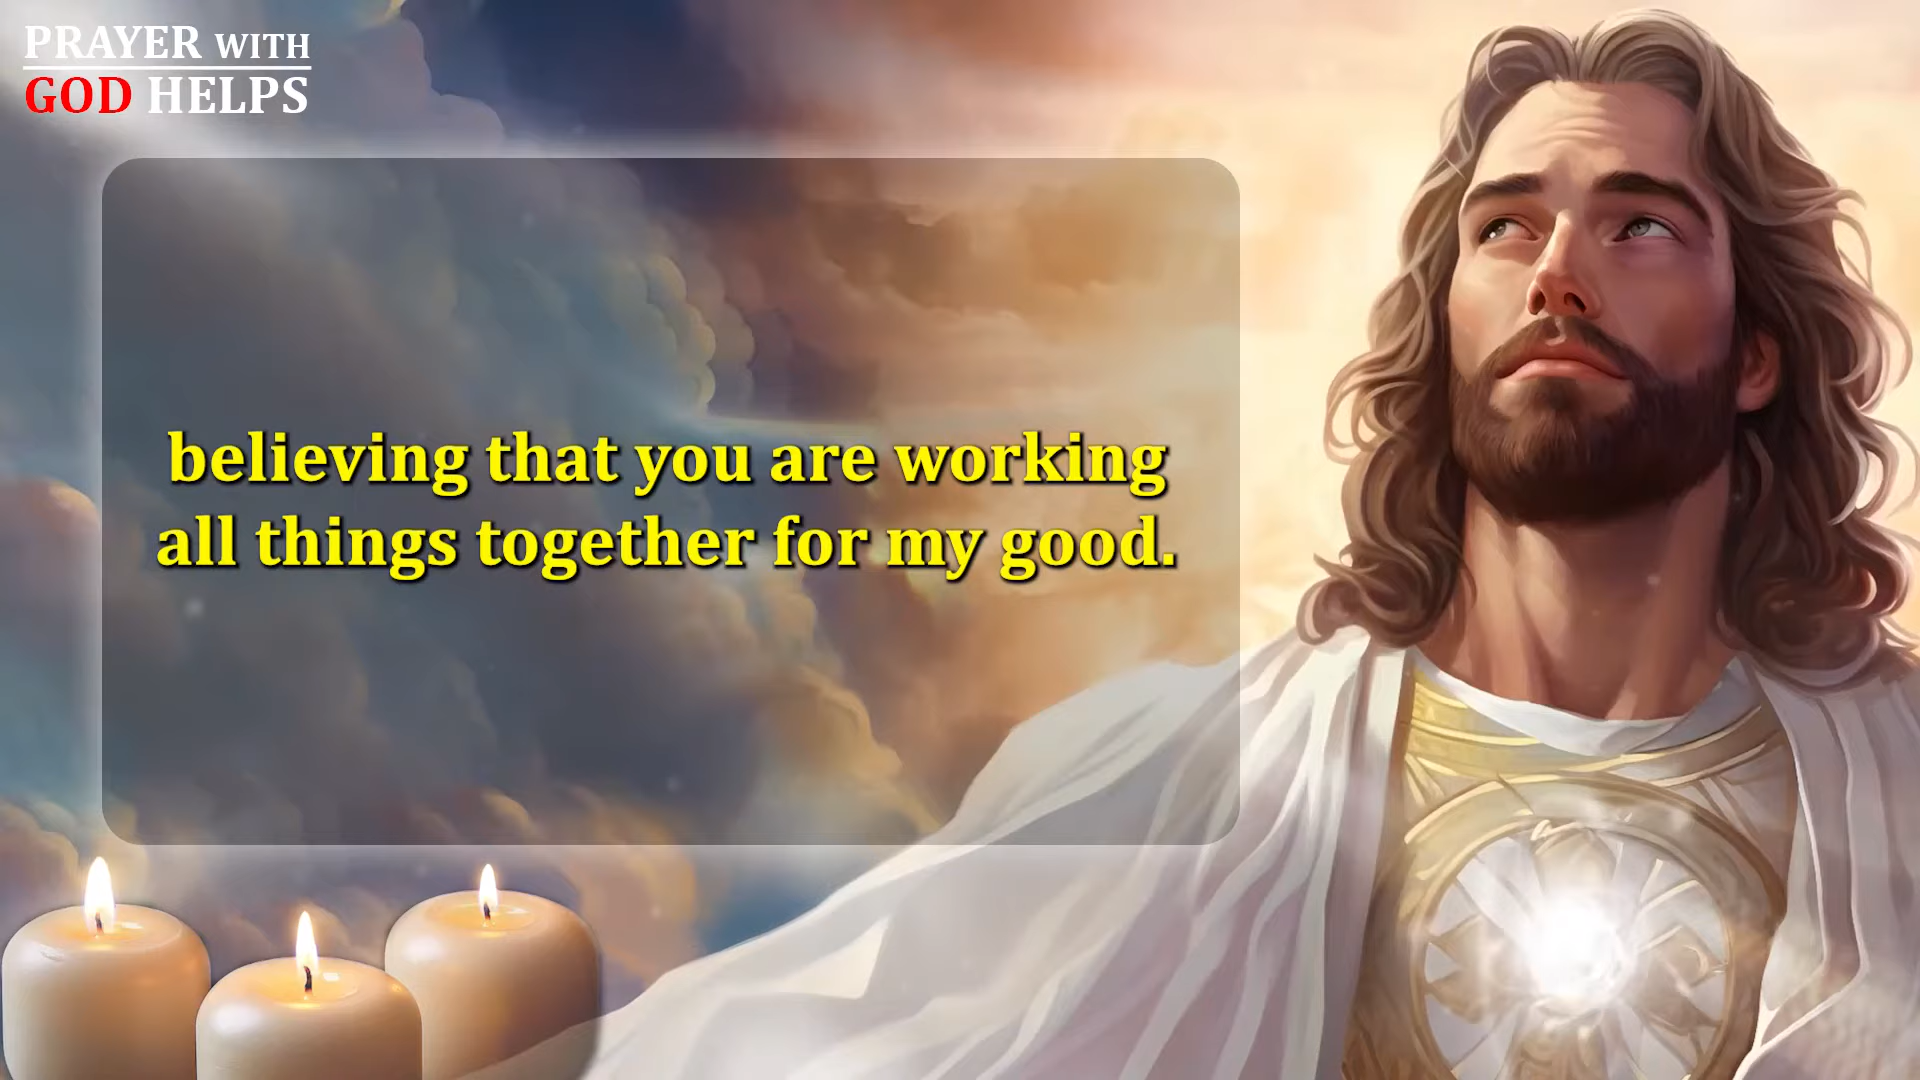 PRAYER WITH
GOD HELPS
believing that you are working
all things together for my good.